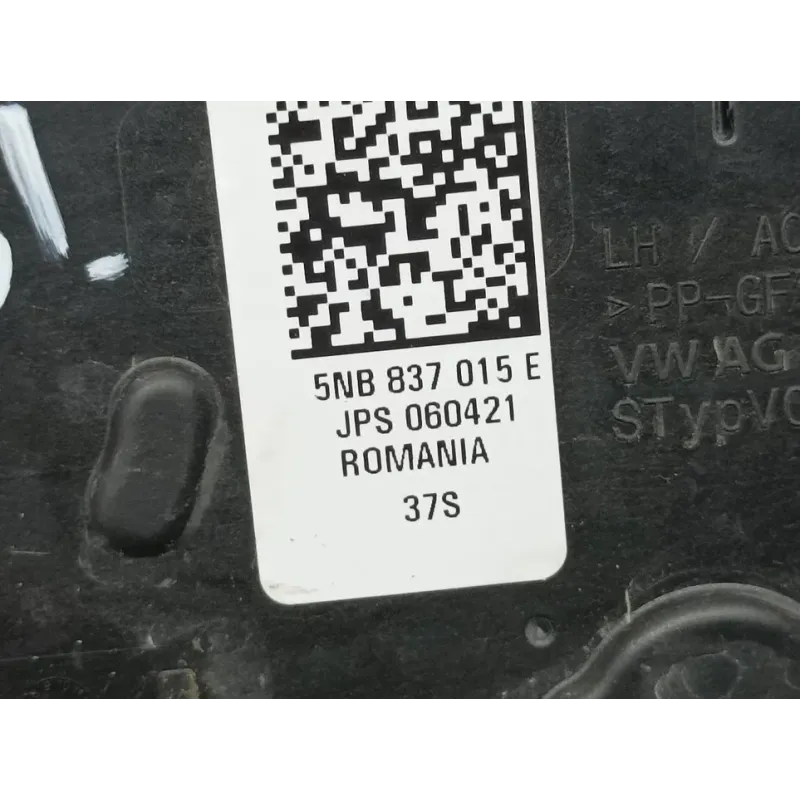 5NB 837 015 E
JPS 060421
ROMANIA
37S
LH / AC
>PP-GF
VW AG
STypV